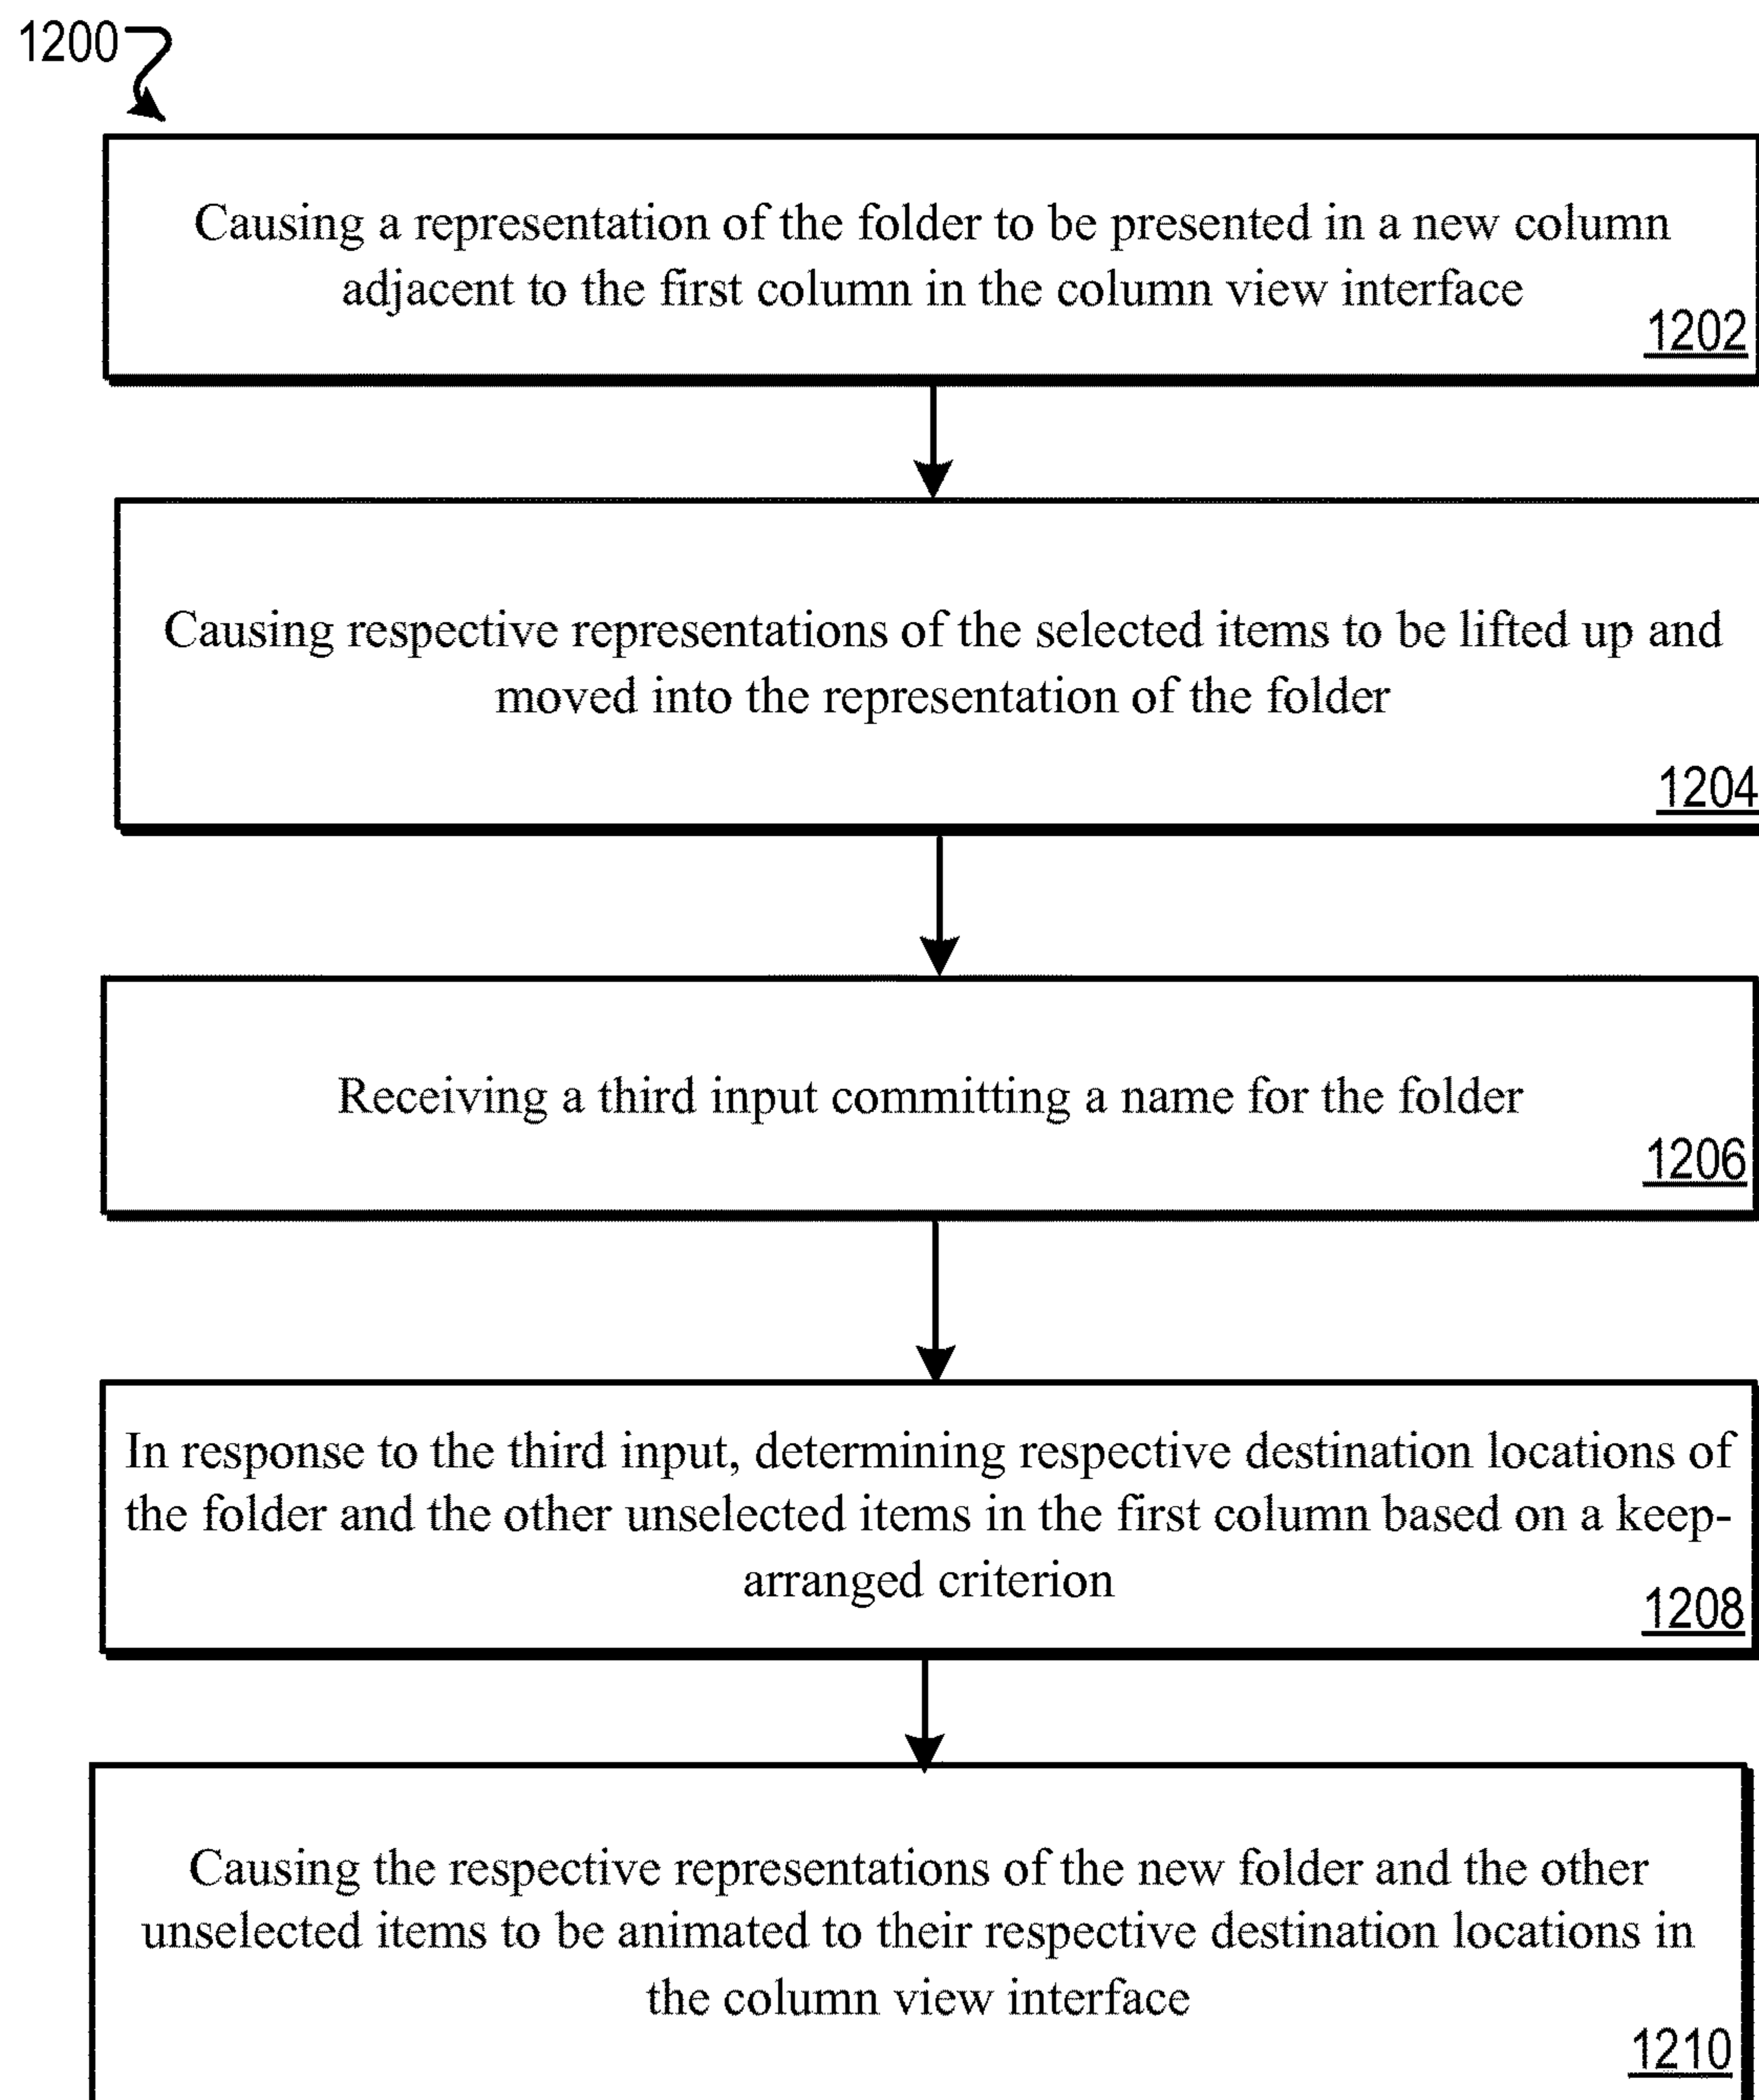 1200
Causing a representation of the folder to be presented in a new column
adjacent to the first column in the column view interface
1202
Causing respective representations of the selected items to be lifted up and
moved into the representation of the folder
1204
Receiving a third input committing a name for the folder
1206
In response to the third input, determining respective destination locations of
the folder and the other unselected items in the first column based on a keep-
arranged criterion
1208
Causing the respective representations of the new folder and the other
unselected items to be animated to their respective destination locations in
the column view interface
1210